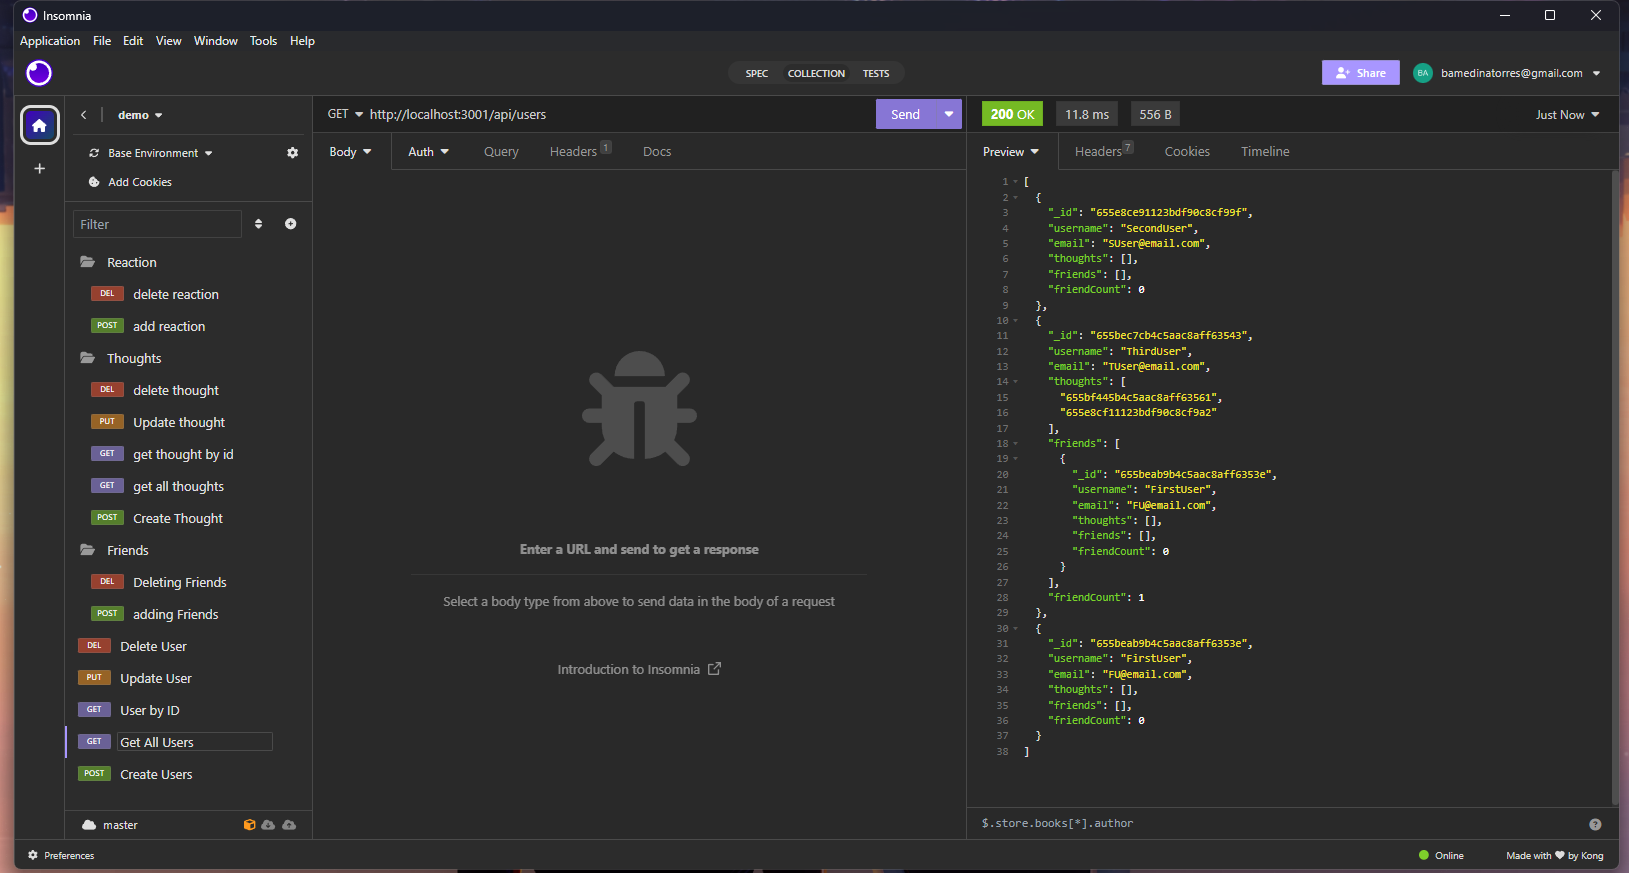 Insomnia
Application File Edit View Window Tools Help
SPEC COLLECTION TESTS
Share
BA bamedinatorres@gmail.com
demo
Base Environment
Add Cookies
Filter
Reaction
DEL delete reaction
POST add reaction
Thoughts
DEL delete thought
PUT Update thought
GET get thought by id
GET get all thoughts
POST Create Thought
Friends
DEL Deleting Friends
POST adding Friends
DEL Delete User
PUT Update User
GET User by ID
GET Get All Users
POST Create Users
master
GET http://localhost:3001/api/users Send
Body Auth Query Headers 1 Docs
Enter a URL and send to get a response
Select a body type from above to send data in the body of a request
Introduction to Insomnia
200 OK 11.8 ms 556 B Just Now
Preview Headers 7 Cookies Timeline
1 [
2 {
3 "_id": "655e8ce91123bdf90c8cf99f",
4 "username": "SecondUser",
5 "email": "SUser@email.com",
6 "thoughts": [],
7 "friends": [],
8 "friendCount": 0
9 },
10 {
11 "_id": "655bec7cb4c5aac8aff63543",
12 "username": "ThirdUser",
13 "email": "TUser@email.com",
14 "thoughts": [
15 "655bf445b4c5aac8aff63561",
16 "655e8cf11123bdf90c8cf9a2"
17 ],
18 "friends": [
19 {
20 "_id": "655beab9b4c5aac8aff6353e",
21 "username": "FirstUser",
22 "email": "FU@email.com",
23 "thoughts": [],
24 "friends": [],
25 "friendCount": 0
26 }
27 ],
28 "friendCount": 1
29 },
30 {
31 "_id": "655beab9b4c5aac8aff6353e",
32 "username": "FirstUser",
33 "email": "FU@email.com",
34 "thoughts": [],
35 "friends": [],
36 "friendCount": 0
37 }
38 ]
$.store.books[*].author
Preferences
Online
Made with ♥ by Kong